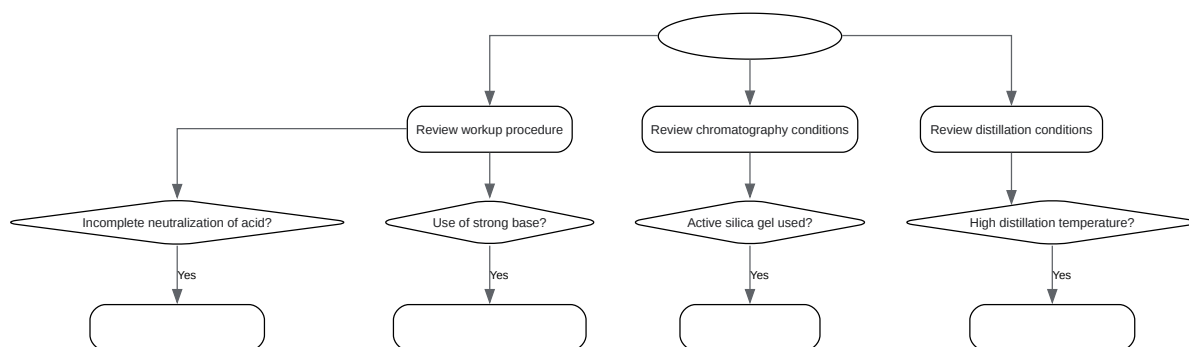 Review workup procedure
Review chromatography conditions
Review distillation conditions
Incomplete neutralization of acid?
Use of strong base?
Active silica gel used?
High distillation temperature?
Yes
Yes
Yes
Yes